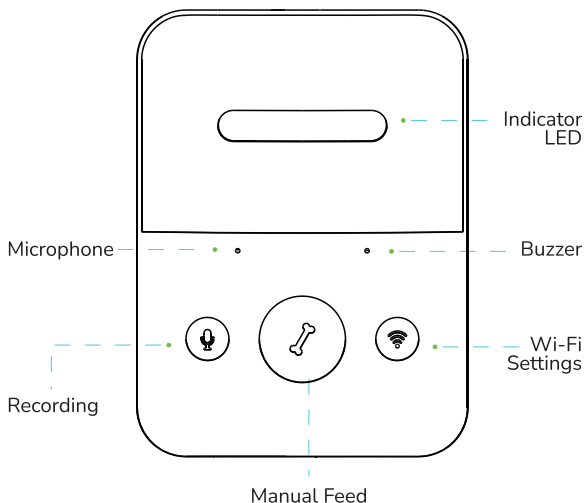 Indicator
LED
Microphone
Buzzer
Wi-Fi
Settings
Recording
Manual Feed